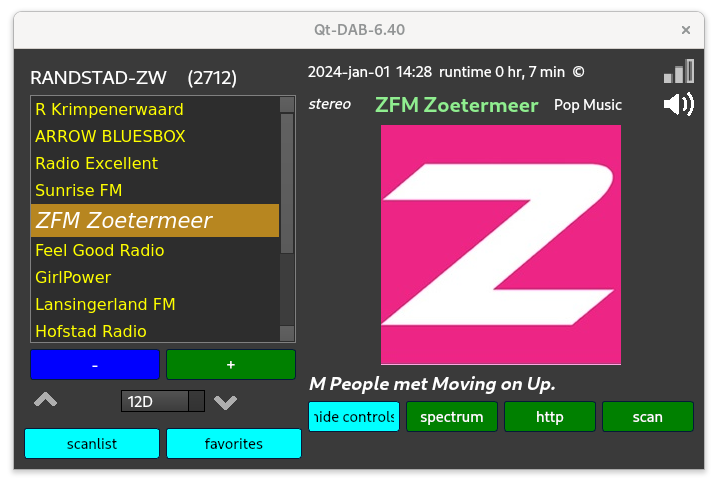 Qt-DAB-6.40
×
RANDSTAD-ZW (2712)
R Krimpenerwaard
ARROW BLUESBOX
Radio Excellent
Sunrise FM
ZFM Zoetermeer
Feel Good Radio
GirlPower
Lansingerland FM
Hofstad Radio
- +
12D
scanlist favorites
2024-jan-01 14:28 runtime 0 hr, 7 min ©
stereo ZFM Zoetermeer Pop Music
Z
M People met Moving on Up.
hide controls spectrum http scan